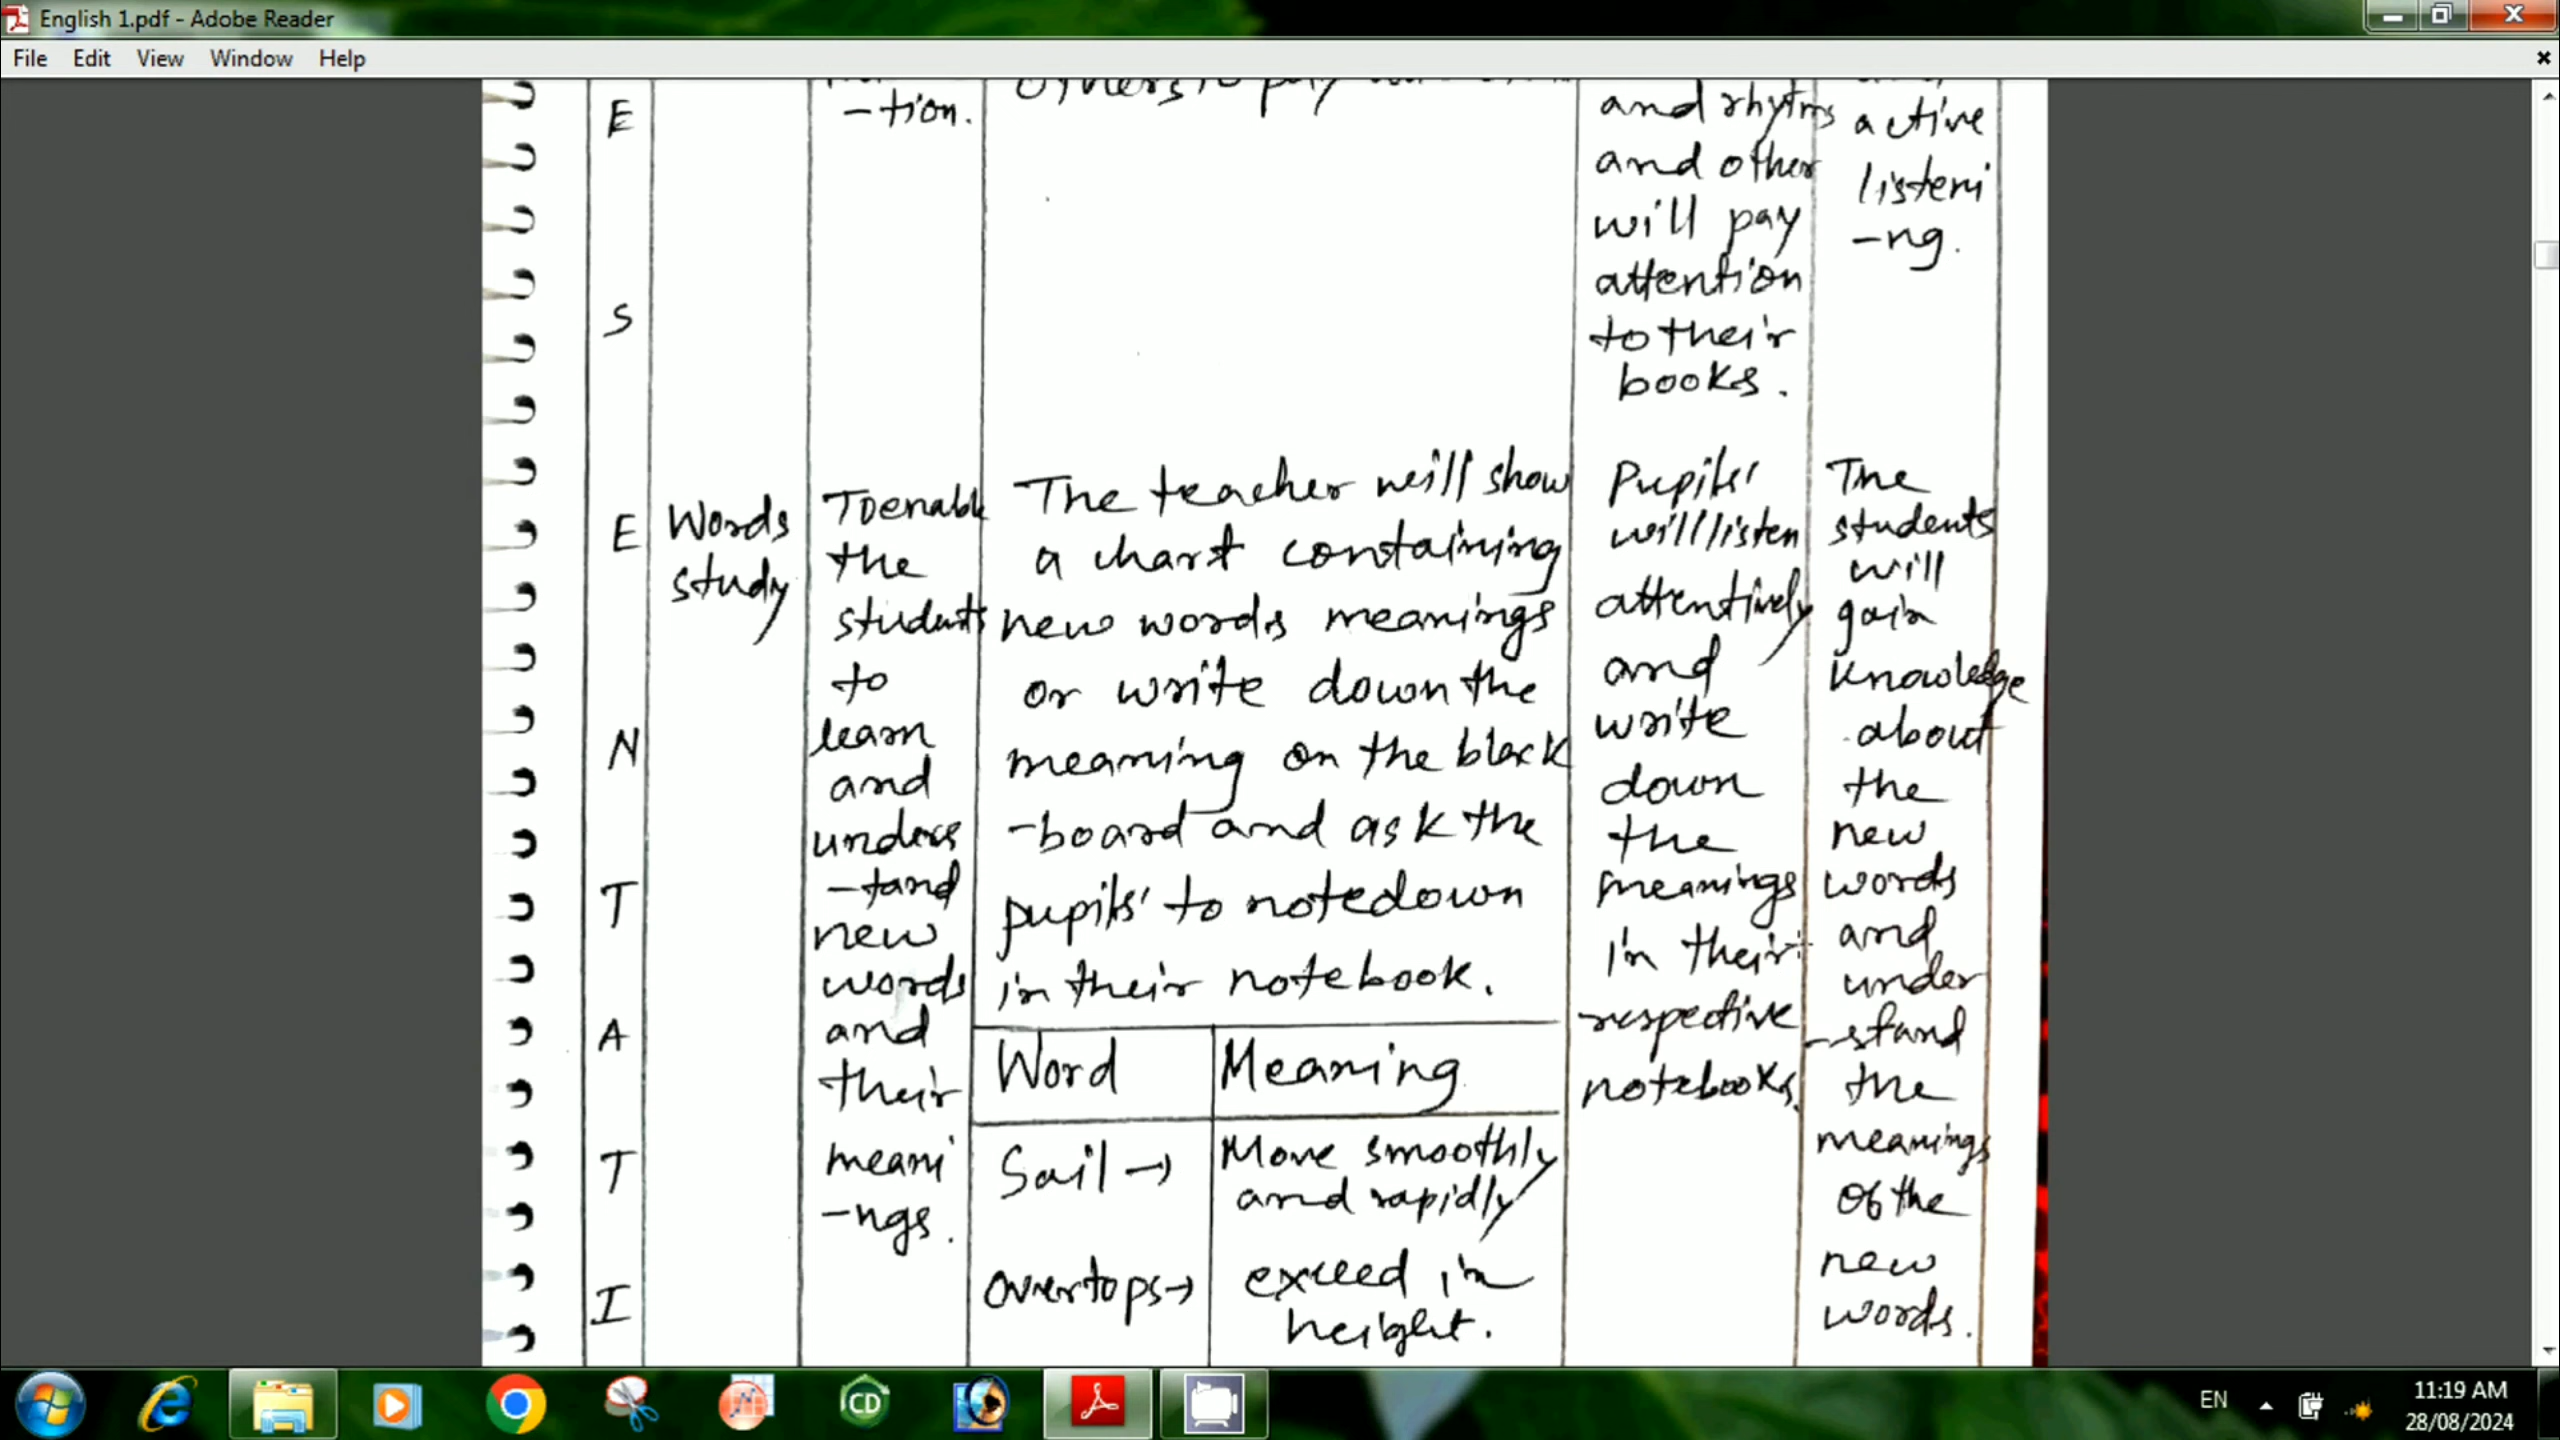 English 1.pdf - Adobe Reader
File Edit View Window Help
E
S
E
N
T
A
T
I
Words
study
-tion.
Toenable
the
students
to
learn
and
unders
-tand
new
words
and
their
meani
-ngs.
others to pay
The teacher will show
a chart containing
new words meanings
or write down the
meaning on the black
-board and ask the
pupils' to notedown
in their notebook.
Word Meaning
Sail → Move smoothly
and rapidly
overtops → exceed in
height.
and rhytms
and other
will pay
attention
to their
books.
Pupils'
will listen
attentively
and
write
down
the
meanings
in their
respective
notebooks.
active
listeni
-ng.
The
students
will
gain
knowledge
about
the
new
words
and
under
-stand
the
meanings
of the
new
words.
CD
EN
11:19 AM
28/08/2024